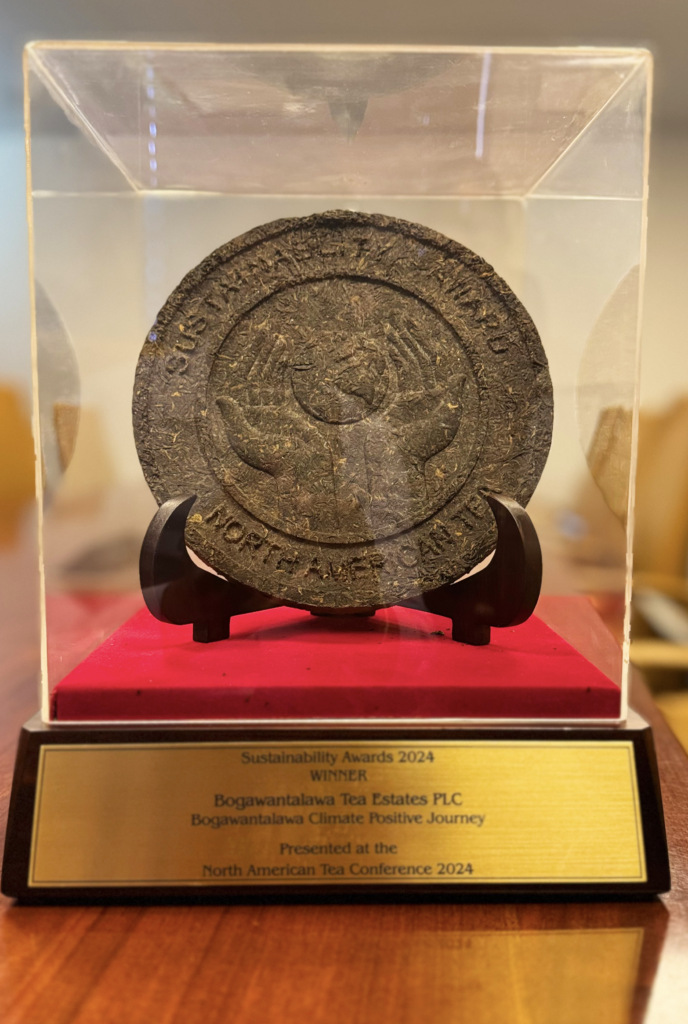 SUSTAINABILITY AWARD
NORTH AMERICAN TE
Sustainability Awards 2024
WINNER
Bogawantalawa Tea Estates PLC
Bogawantalawa Climate Positive Journey
Presented at the
North American Tea Conference 2024